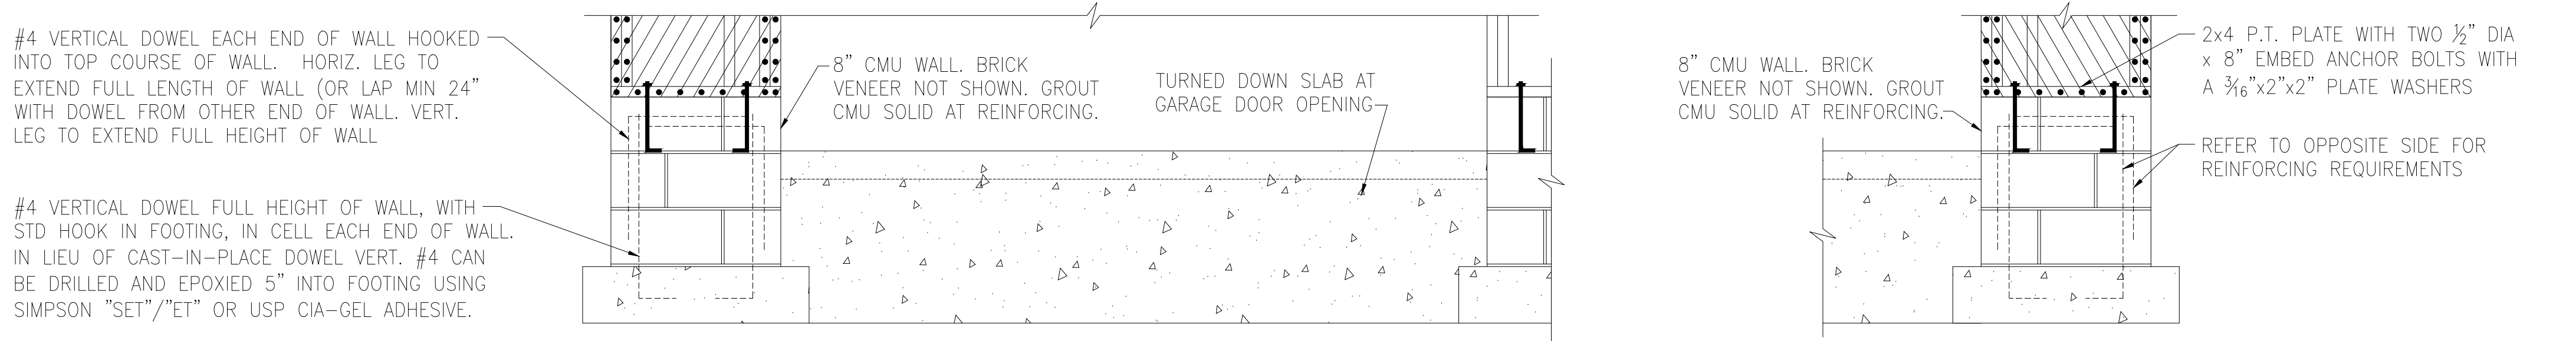 #4 VERTICAL DOWEL EACH END OF WALL HOOKED
INTO TOP COURSE OF WALL. HORIZ. LEG TO
EXTEND FULL LENGTH OF WALL (OR LAP MIN 24"
WITH DOWEL FROM OTHER END OF WALL. VERT.
LEG TO EXTEND FULL HEIGHT OF WALL
#4 VERTICAL DOWEL FULL HEIGHT OF WALL, WITH
STD HOOK IN FOOTING, IN CELL EACH END OF WALL.
IN LIEU OF CAST-IN-PLACE DOWEL VERT. #4 CAN
BE DRILLED AND EPOXIED 5" INTO FOOTING USING
SIMPSON "SET"/"ET" OR USP CIA-GEL ADHESIVE.
8" CMU WALL. BRICK
VENEER NOT SHOWN. GROUT
CMU SOLID AT REINFORCING.
TURNED DOWN SLAB AT
GARAGE DOOR OPENING
8" CMU WALL. BRICK
VENEER NOT SHOWN. GROUT
CMU SOLID AT REINFORCING.
2x4 P.T. PLATE WITH TWO ½" DIA
x 8" EMBED ANCHOR BOLTS WITH
A 3⁄16"x2"x2" PLATE WASHERS
REFER TO OPPOSITE SIDE FOR
REINFORCING REQUIREMENTS